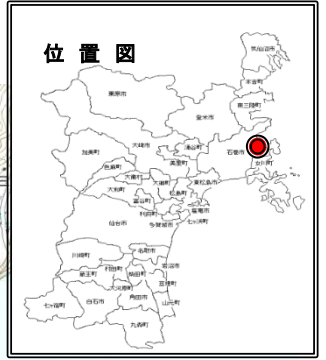 位置図
気仙沼市
本吉町
栗原市
南三陸町
登米市
加美町
大崎市
涌谷町
石巻市
女川町
色麻町
美里町
大衡村
東松島市
大和町
大郷町
松島町
富谷町
利府町
塩竈市
七ヶ浜町
仙台市
多賀城市
川崎町
名取市
岩沼市
村田町
柴田町
蔵王町
大河原町
亘理町
七ヶ宿町
白石市
角田市
山元町
丸森町